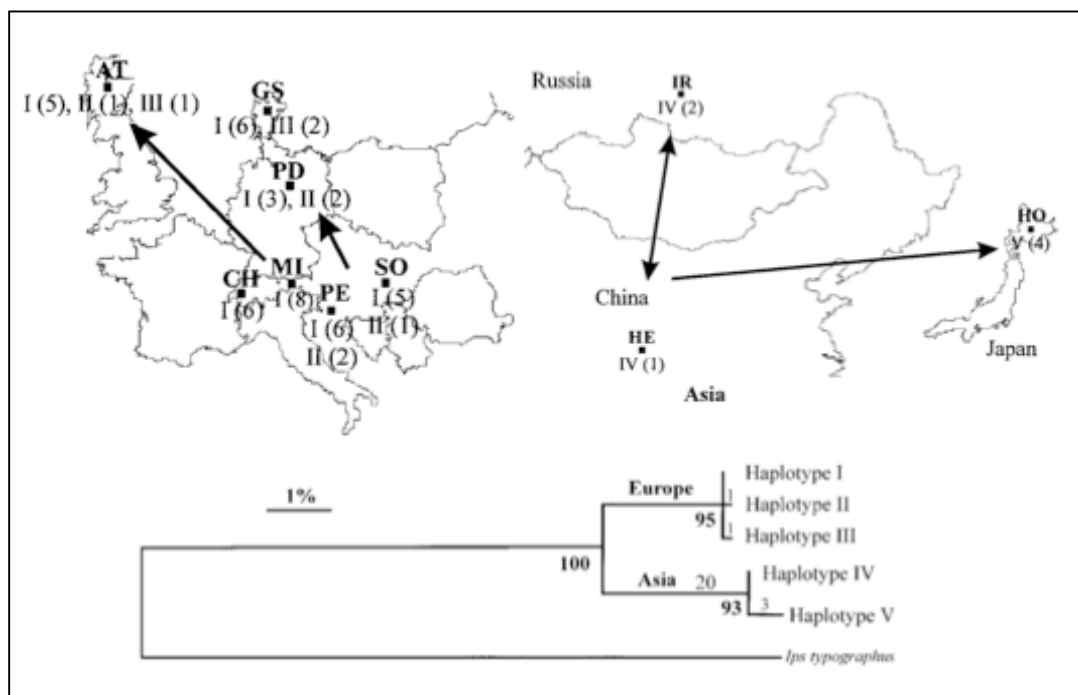 AT
I (5), II (1), III (1)
GS
I (6), III (2)
PD
I (3), II (2)
CH
I (6)
MI
I (8)
PE
I (6)
II (2)
SO
I (5)
II (1)
Russia
IR
IV (2)
China
HE
IV (1)
Asia
HO
V (4)
Japan
1%
Europe
95
1
1
Haplotype I
Haplotype II
Haplotype III
100
Asia 20
93
3
Haplotype IV
Haplotype V
Ips typographus